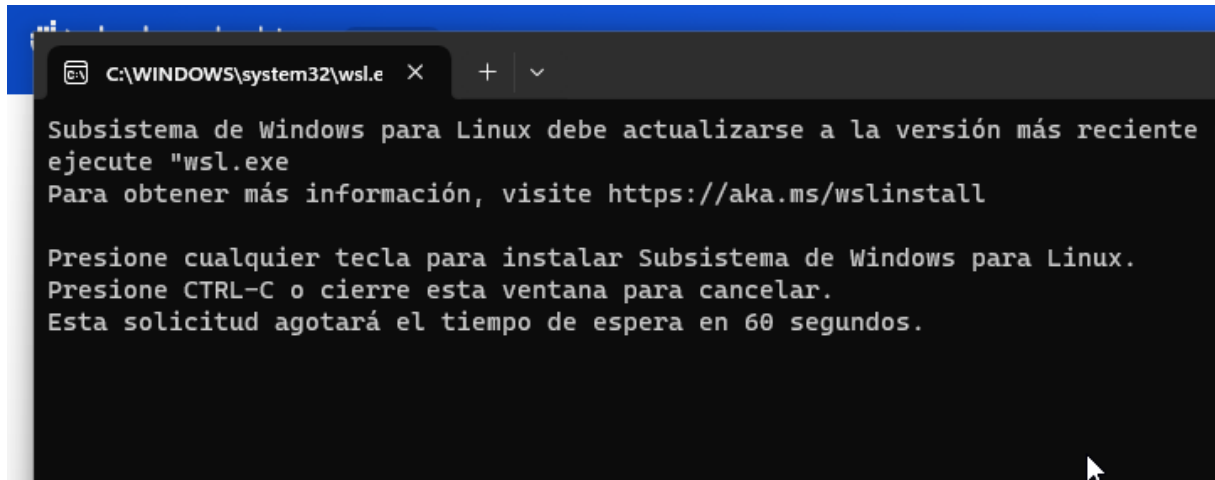 C:\WINDOWS\system32\wsl.e
Subsistema de Windows para Linux debe actualizarse a la versión más reciente
ejecute "wsl.exe
Para obtener más información, visite https://aka.ms/wslinstall
Presione cualquier tecla para instalar Subsistema de Windows para Linux.
Presione CTRL-C o cierre esta ventana para cancelar.
Esta solicitud agotará el tiempo de espera en 60 segundos.